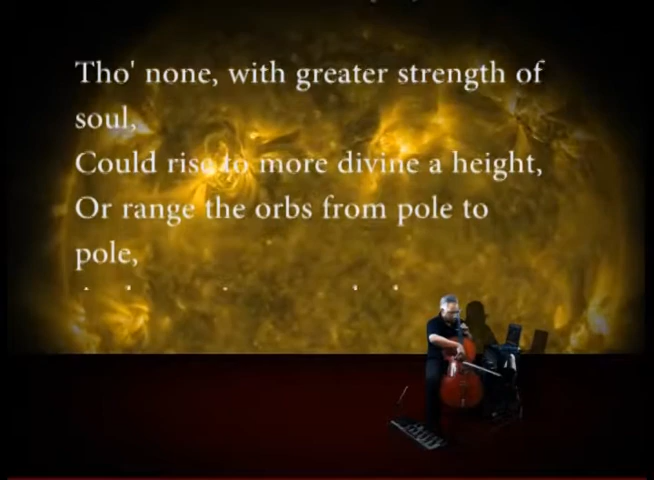 Tho' none, with greater strength of
soul,
Could rise to more divine a height,
Or range the orbs from pole to
pole,